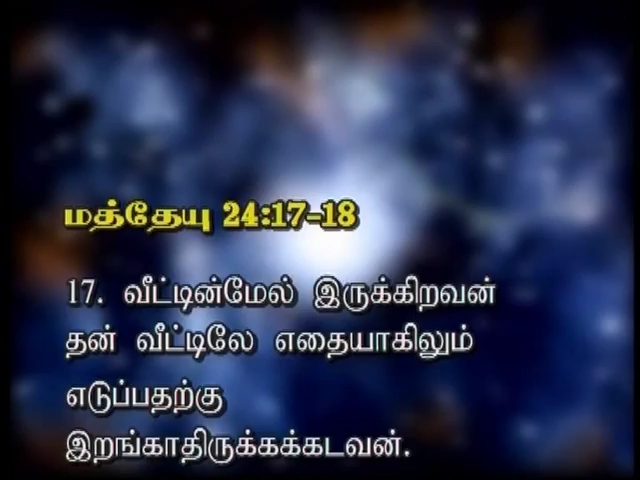 மத்தேயு 24:17-18
17. வீட்டின்மேல் இருக்கிறவன்
தன் வீட்டிலே எதையாகிலும்
எடுப்பதற்கு
இறங்காதிருக்கக்கடவன்.